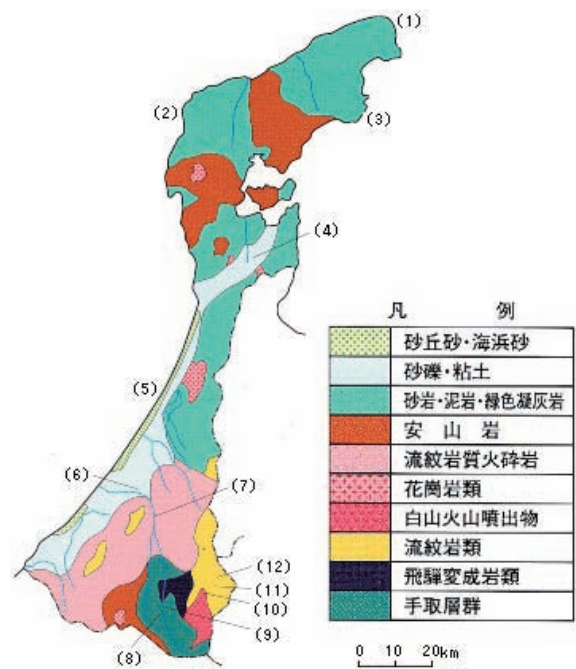 (1)
(2)
(3)
(4)
(5)
(6)
(7)
(12)
(11)
(10)
(9)
(8)
凡 例
砂丘砂・海浜砂
砂礫・粘土
砂岩・泥岩・緑色凝灰岩
安山岩
流紋岩質火砕岩
花崗岩類
白山火山噴出物
流紋岩類
飛騨変成岩類
手取層群
0 10 20km